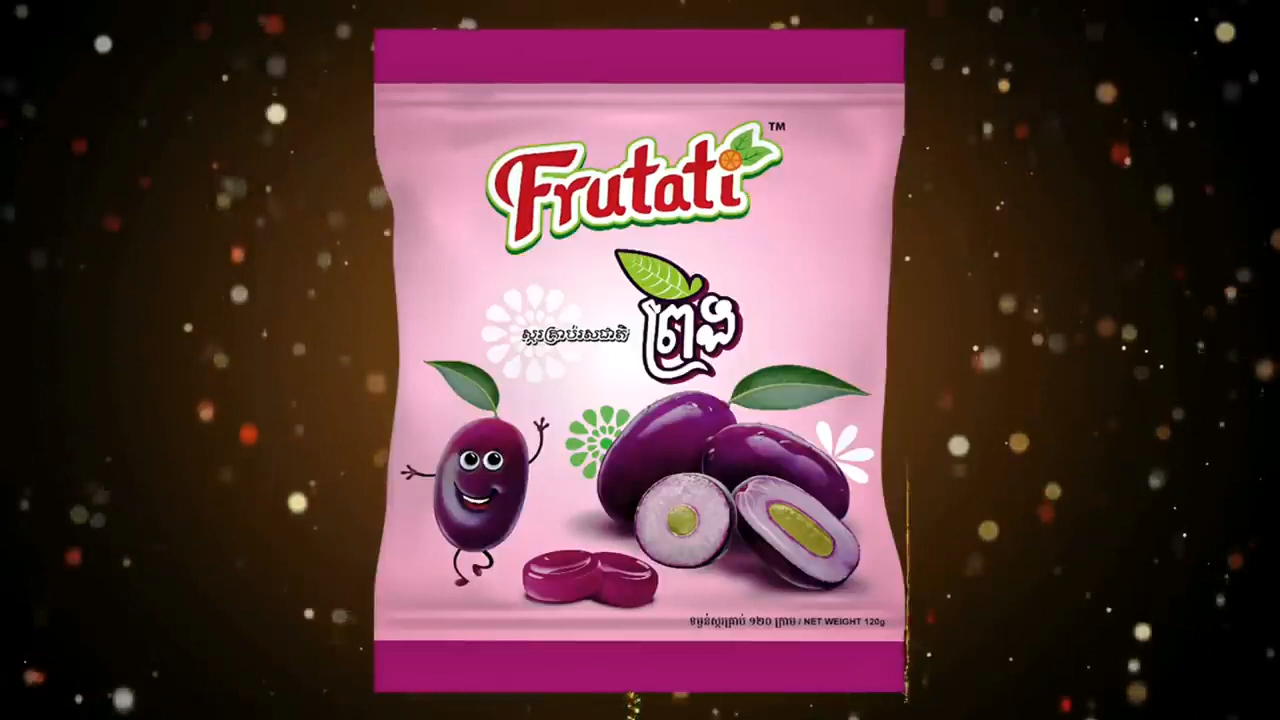 Frutati™
ស្ករគ្រាប់រសជាតិ
ព្រីង
ទម្ងន់ស្ករគ្រាប់ ១២០ ក្រាម / NET WEIGHT 120g